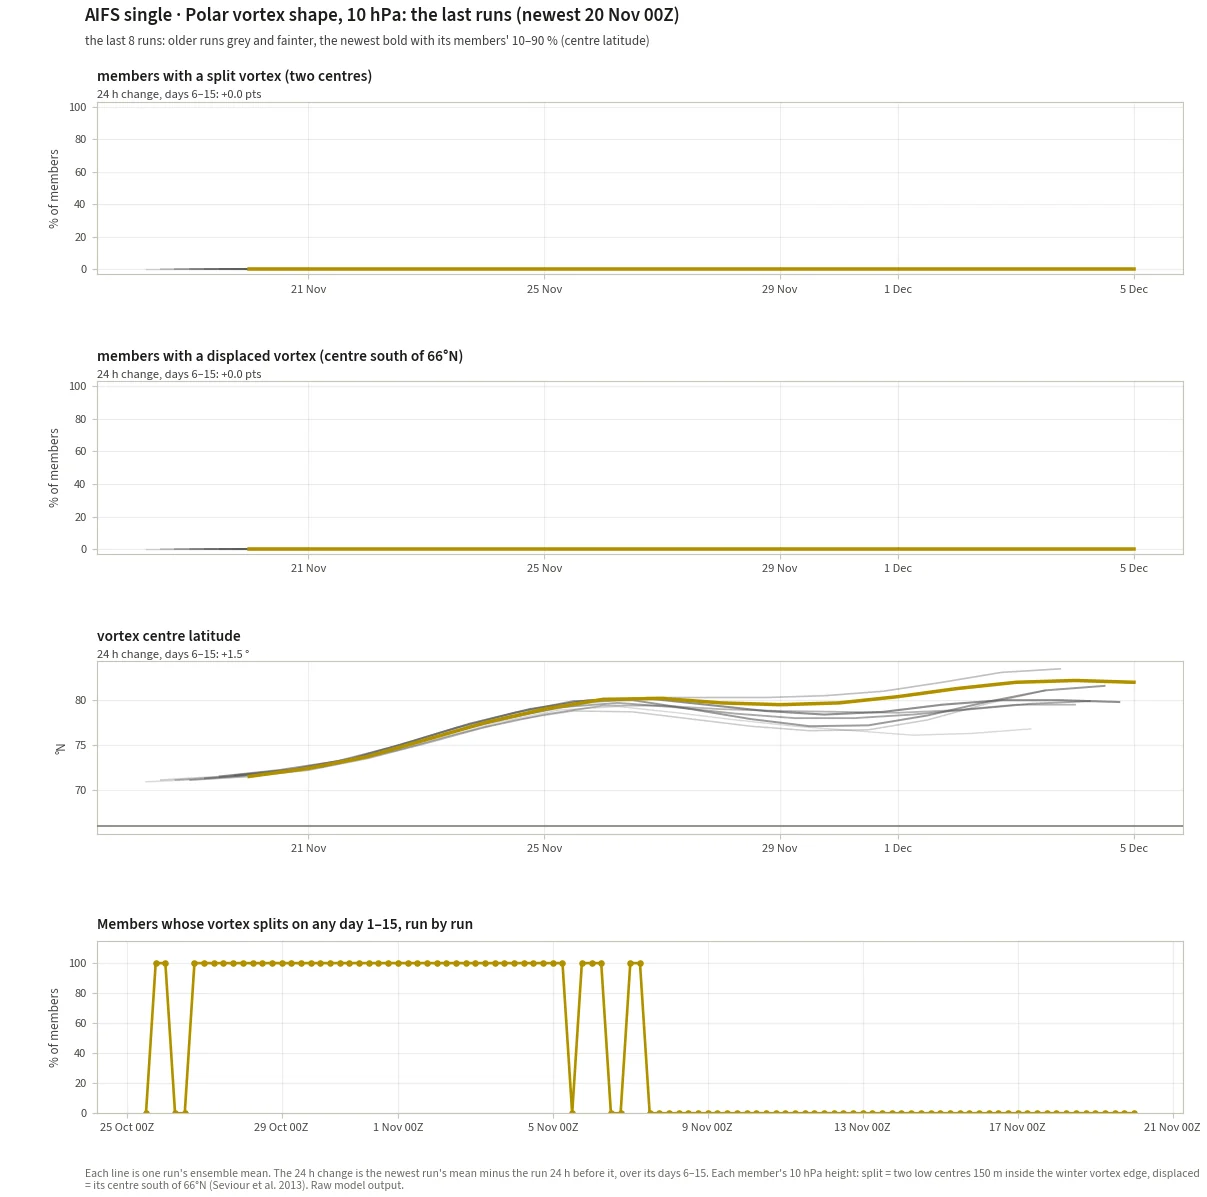 AIFS single · Polar vortex shape, 10 hPa: the last runs (newest 20 Nov 00Z)
the last 8 runs: older runs grey and fainter, the newest bold with its members' 10–90 % (centre latitude)
members with a split vortex (two centres)
24 h change, days 6–15: +0.0 pts
100
80
60
40
20
0
% of members
21 Nov
25 Nov
29 Nov
1 Dec
5 Dec
members with a displaced vortex (centre south of 66°N)
24 h change, days 6–15: +0.0 pts
100
80
60
40
20
0
% of members
21 Nov
25 Nov
29 Nov
1 Dec
5 Dec
vortex centre latitude
24 h change, days 6–15: +1.5 °
80
75
70
°N
21 Nov
25 Nov
29 Nov
1 Dec
5 Dec
Members whose vortex splits on any day 1–15, run by run
100
80
60
40
20
0
% of members
25 Oct 00Z
29 Oct 00Z
1 Nov 00Z
5 Nov 00Z
9 Nov 00Z
13 Nov 00Z
17 Nov 00Z
21 Nov 00Z
Each line is one run's ensemble mean. The 24 h change is the newest run's mean minus the run 24 h before it, over its days 6–15. Each member's 10 hPa height: split = two low centres 150 m inside the winter vortex edge, displaced
= its centre south of 66°N (Seviour et al. 2013). Raw model output.